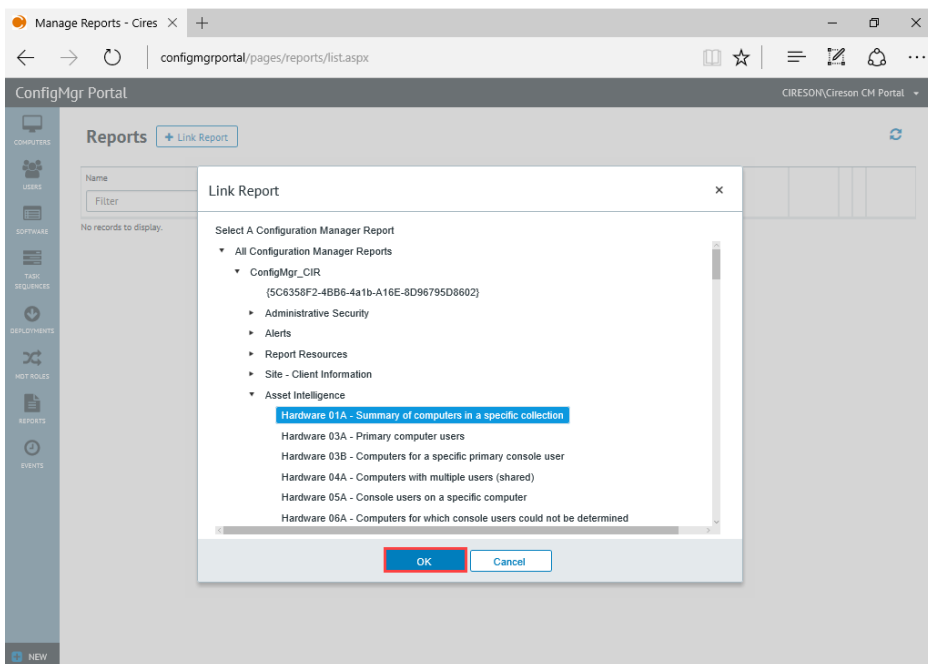 Manage Reports - Cires
configmgrportal/pages/reports/list.aspx
ConfigMgr Portal
CIRESON\Cireson CM Portal
COMPUTERS
USERS
SOFTWARE
TASK
SEQUENCES
DEPLOYMENTS
MDT ROLES
REPORTS
EVENTS
NEW
Reports
+ Link Report
Name
Filter
No records to display.
Link Report
Select A Configuration Manager Report
All Configuration Manager Reports
ConfigMgr_CIR
{5C6358F2-4BB6-4a1b-A16E-8D96795D8602}
Administrative Security
Alerts
Report Resources
Site - Client Information
Asset Intelligence
Hardware 01A - Summary of computers in a specific collection
Hardware 03A - Primary computer users
Hardware 03B - Computers for a specific primary console user
Hardware 04A - Computers with multiple users (shared)
Hardware 05A - Console users on a specific computer
Hardware 06A - Computers for which console users could not be determined
OK
Cancel